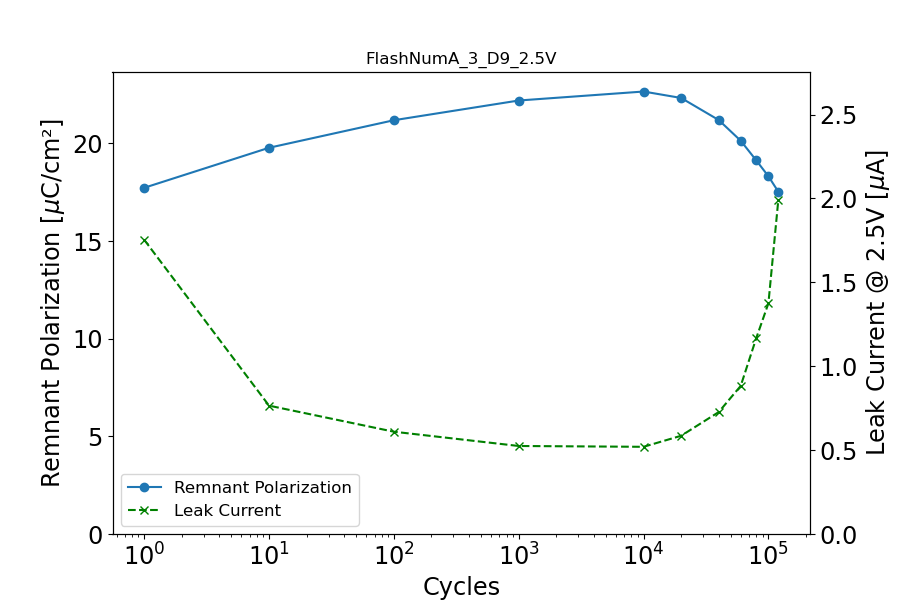 FlashNumA_3_D9_2.5V
Remnant Polarization [μC/cm²]
20
15
10
5
0
2.5
2.0
1.5
1.0
0.5
0.0
Leak Current @ 2.5V [μA]
Remnant Polarization
Leak Current
10⁰ 10¹ 10² 10³ 10⁴ 10⁵
Cycles